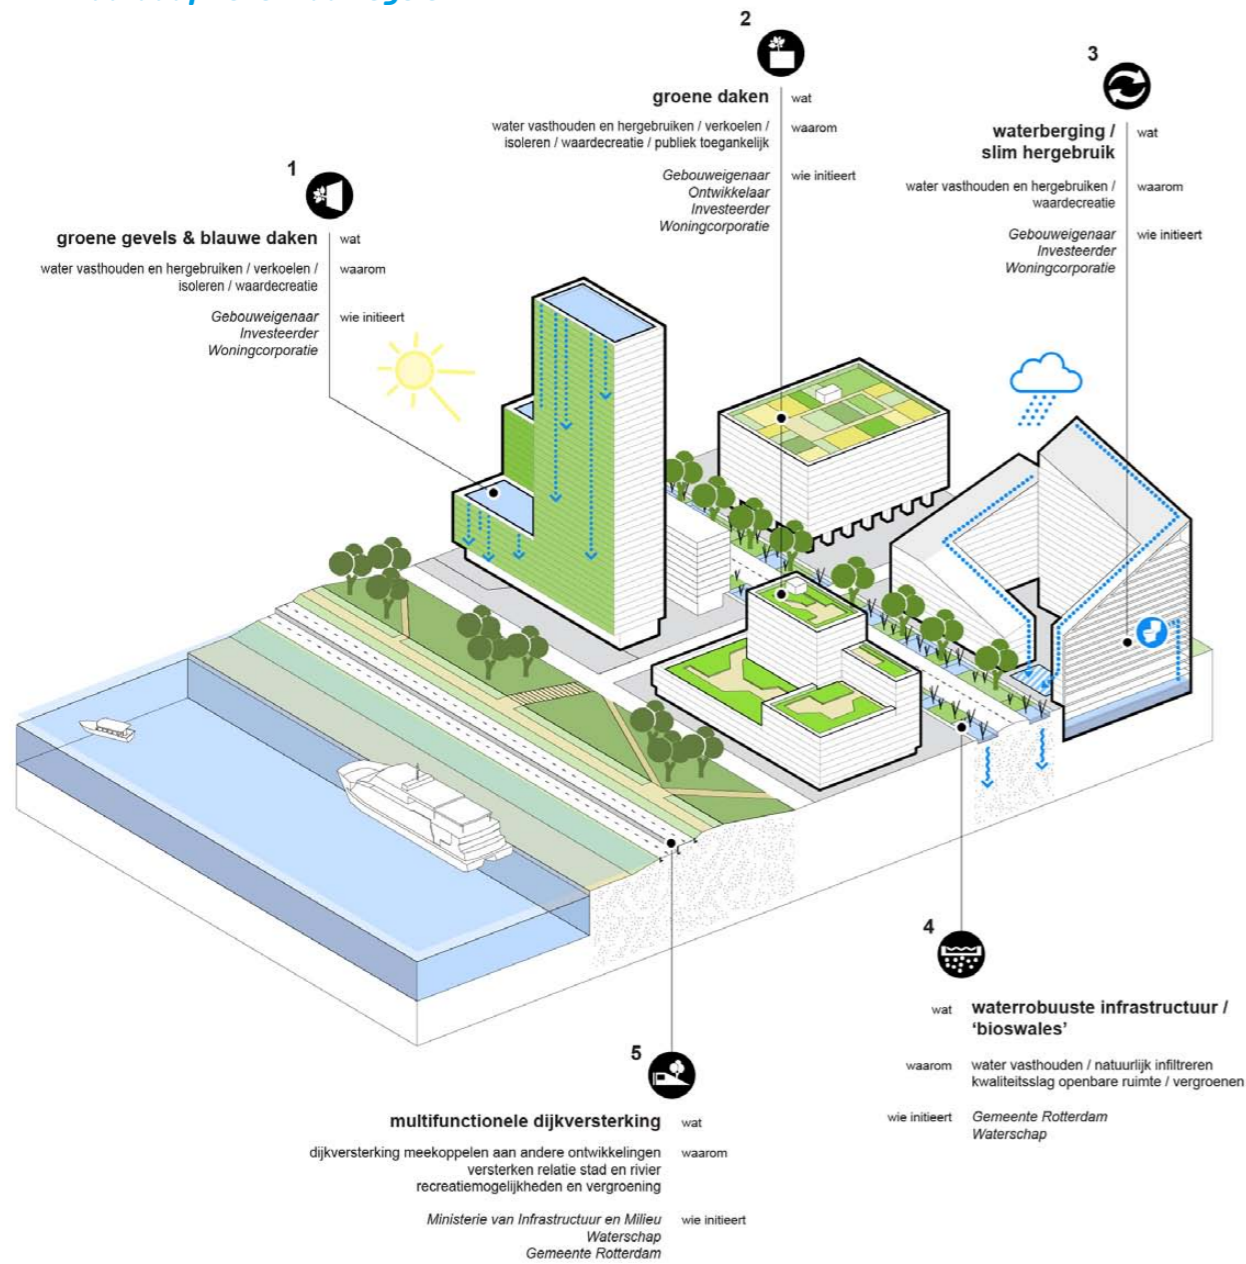 2
groene daken
wat
water vasthouden en hergebruiken / verkoelen /
isoleren / waardecreatie / publiek toegankelijk
waarom
Gebouweigenaar
Ontwikkelaar
Investeerder
Woningcorporatie
wie initieert
3
waterberging /
slim hergebruik
wat
water vasthouden en hergebruiken /
waardecreatie
waarom
Gebouweigenaar
Investeerder
Woningcorporatie
wie initieert
1
groene gevels & blauwe daken
wat
water vasthouden en hergebruiken / verkoelen /
isoleren / waardecreatie
waarom
Gebouweigenaar
Investeerder
Woningcorporatie
wie initieert
4
wat
waterrobuuste infrastructuur /
‘bioswales’
waarom
water vasthouden / natuurlijk infiltreren
kwaliteitsslag openbare ruimte / vergroenen
wie initieert
Gemeente Rotterdam
Waterschap
5
multifunctionele dijkversterking
wat
dijkversterking meekoppelen aan andere ontwikkelingen
versterken relatie stad en rivier
recreatiemogelijkheden en vergroening
waarom
Ministerie van Infrastructuur en Milieu
Waterschap
Gemeente Rotterdam
wie initieert